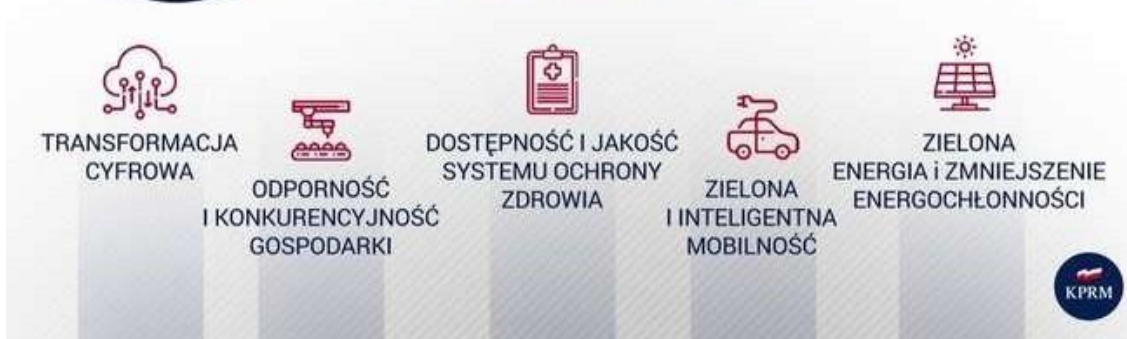 TRANSFORMACJA
CYFROWA
ODPORNOŚĆ
I KONKURENCYJNOŚĆ
GOSPODARKI
DOSTĘPNOŚĆ I JAKOŚĆ
SYSTEMU OCHRONY
ZDROWIA
ZIELONA
I INTELIGENTNA
MOBILNOŚĆ
ZIELONA
ENERGIA i ZMNIEJSZENIE
ENERGOCHŁONNOŚCI
KPRM